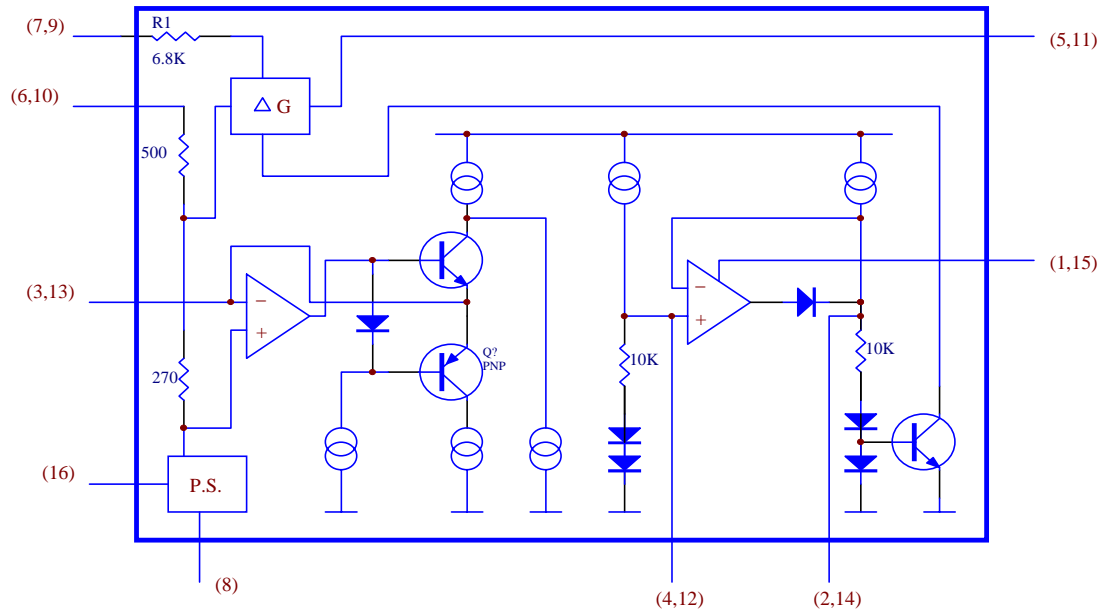 (7,9)
R1
6.8K
(5,11)
(6,10)
△ G
500
(3,13)
−
+
Q?
PNP
270
(16)
P.S.
(8)
10K
(4,12)
−
+
(1,15)
10K
(2,14)